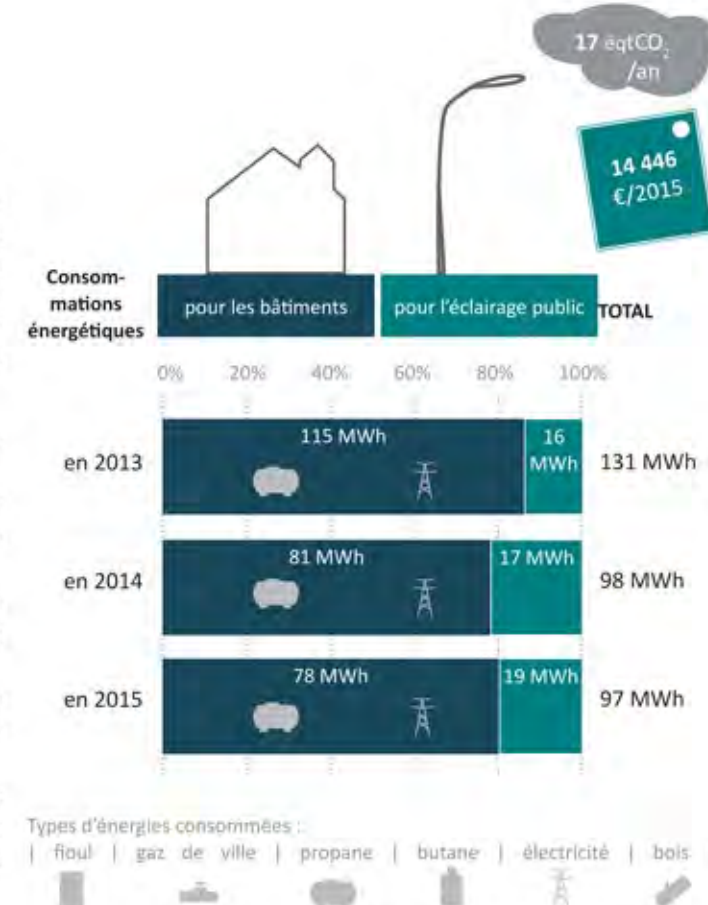 17 éqtCO2
/an
14 446
€/2015
Consom-
mations
énergétiques
pour les bâtiments
pour l'éclairage public
TOTAL
0% 20% 40% 60% 80% 100%
en 2013
115 MWh
16
MWh
131 MWh
en 2014
81 MWh
17 MWh
98 MWh
en 2015
78 MWh
19 MWh
97 MWh
Types d'énergies consommées :
| fioul | gaz de ville | propane | butane | électricité | bois